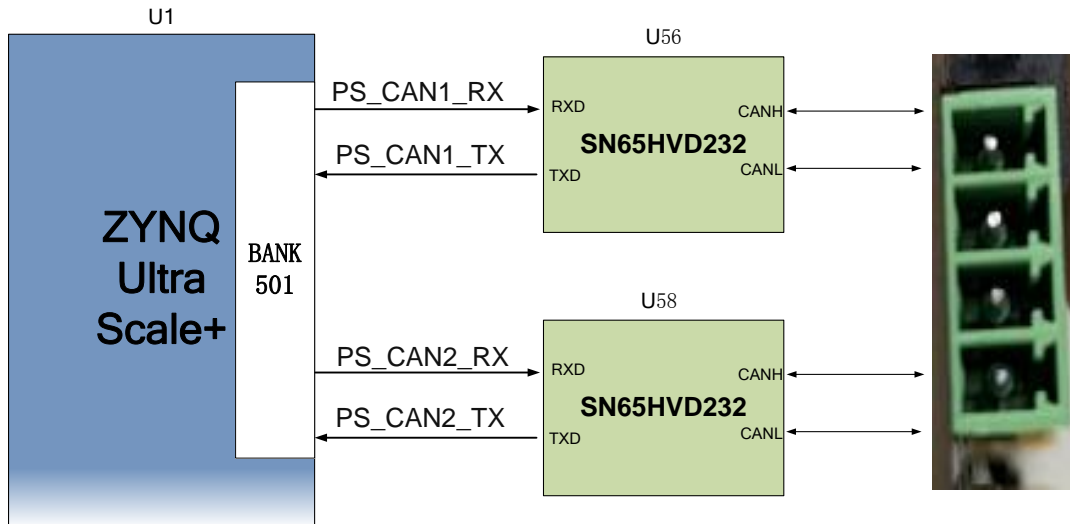 U1
ZYNQ
Ultra
Scale+
BANK
501
PS_CAN1_RX
PS_CAN1_TX
PS_CAN2_RX
PS_CAN2_TX
U56
RXD
CANH
SN65HVD232
TXD
CANL
U58
RXD
CANH
SN65HVD232
TXD
CANL